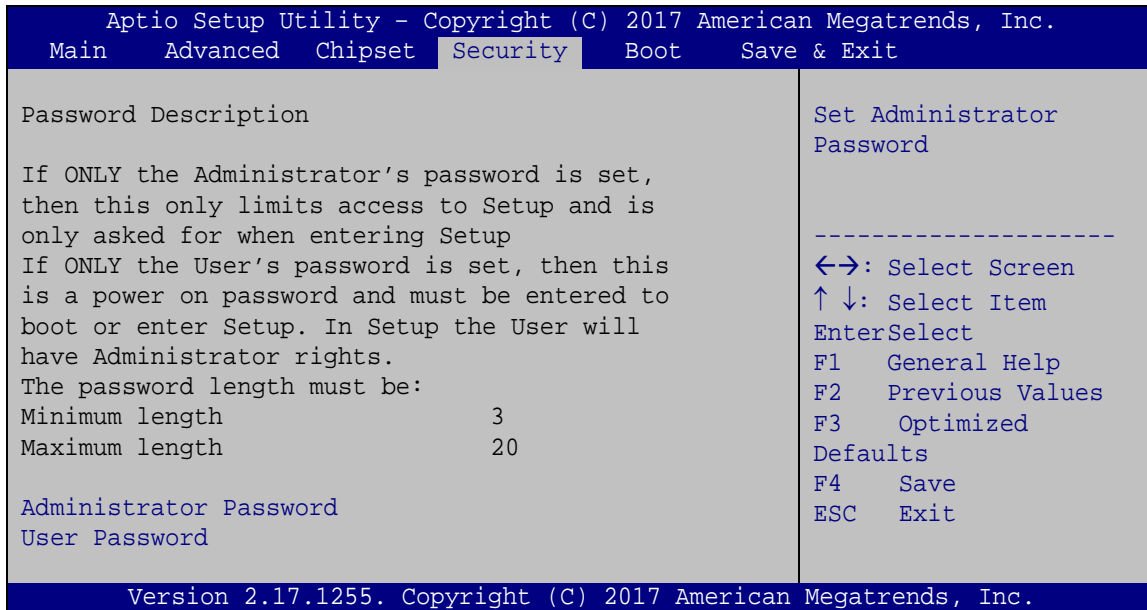 Aptio Setup Utility – Copyright (C) 2017 American Megatrends, Inc.
Main Advanced Chipset Security Boot Save & Exit
Password Description
If ONLY the Administrator’s password is set,
then this only limits access to Setup and is
only asked for when entering Setup
If ONLY the User’s password is set, then this
is a power on password and must be entered to
boot or enter Setup. In Setup the User will
have Administrator rights.
The password length must be:
Minimum length 3
Maximum length 20
Administrator Password
User Password
Set Administrator
Password
---------------------
←→: Select Screen
↑ ↓: Select Item
EnterSelect
F1 General Help
F2 Previous Values
F3 Optimized
Defaults
F4 Save
ESC Exit
Version 2.17.1255. Copyright (C) 2017 American Megatrends, Inc.